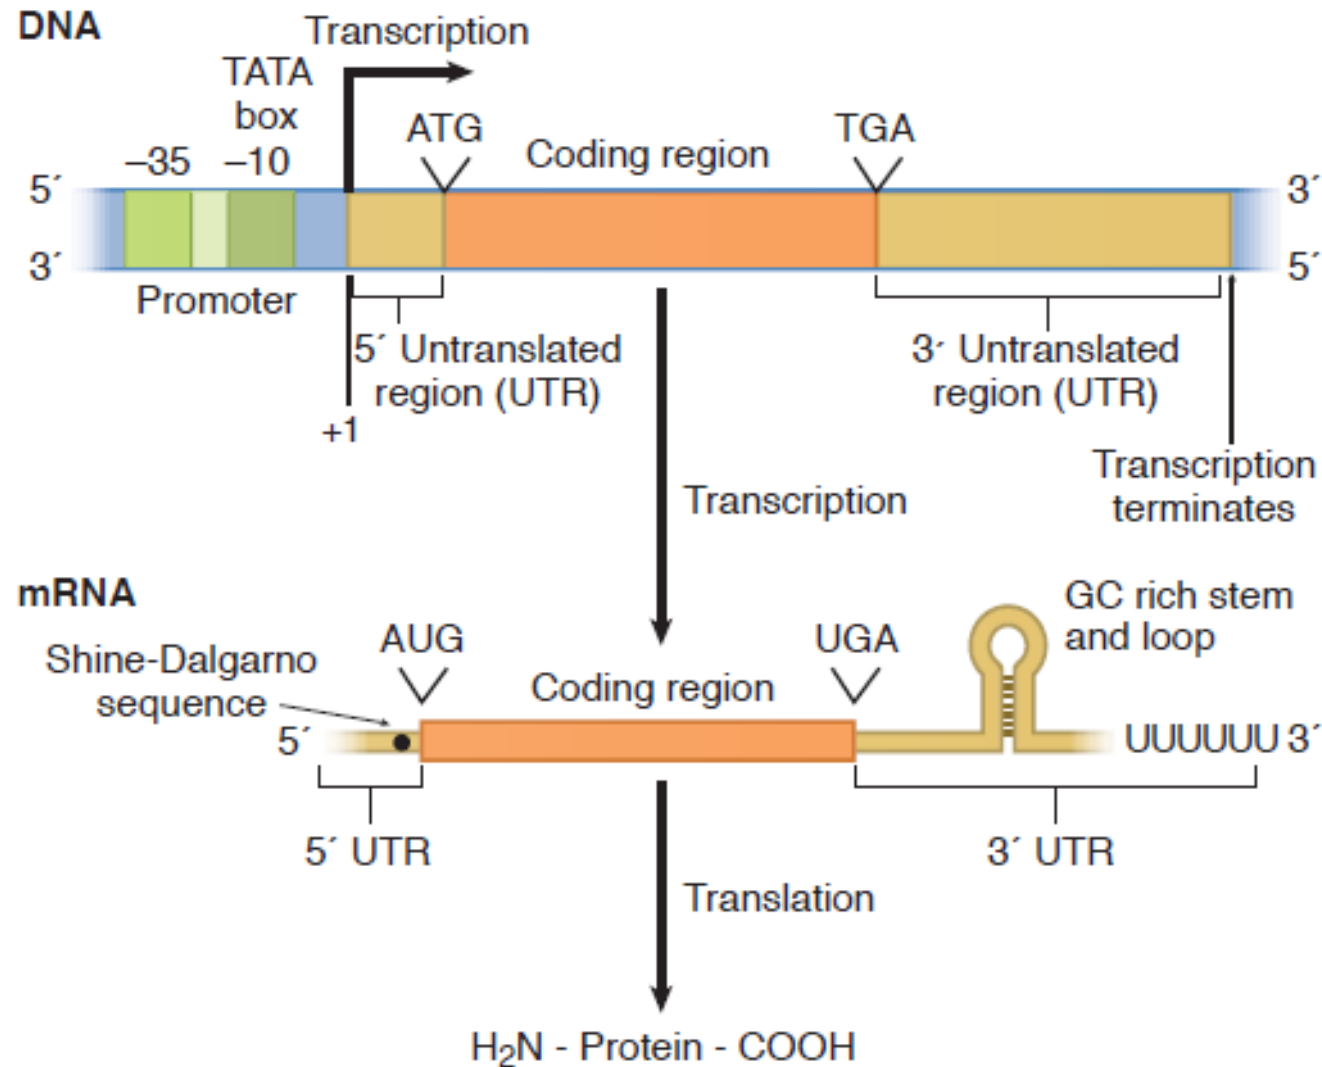 DNA
Transcription
TATA
box
–35
–10
ATG
Coding region
TGA
5´
3´
3´
5´
Promoter
5´ Untranslated
region (UTR)
3´ Untranslated
region (UTR)
+1
Transcription
terminates
Transcription
mRNA
GC rich stem
and loop
AUG
UGA
Shine-Dalgarno
sequence
Coding region
5´
UUUUUU 3´
5´ UTR
3´ UTR
Translation
H₂N - Protein - COOH